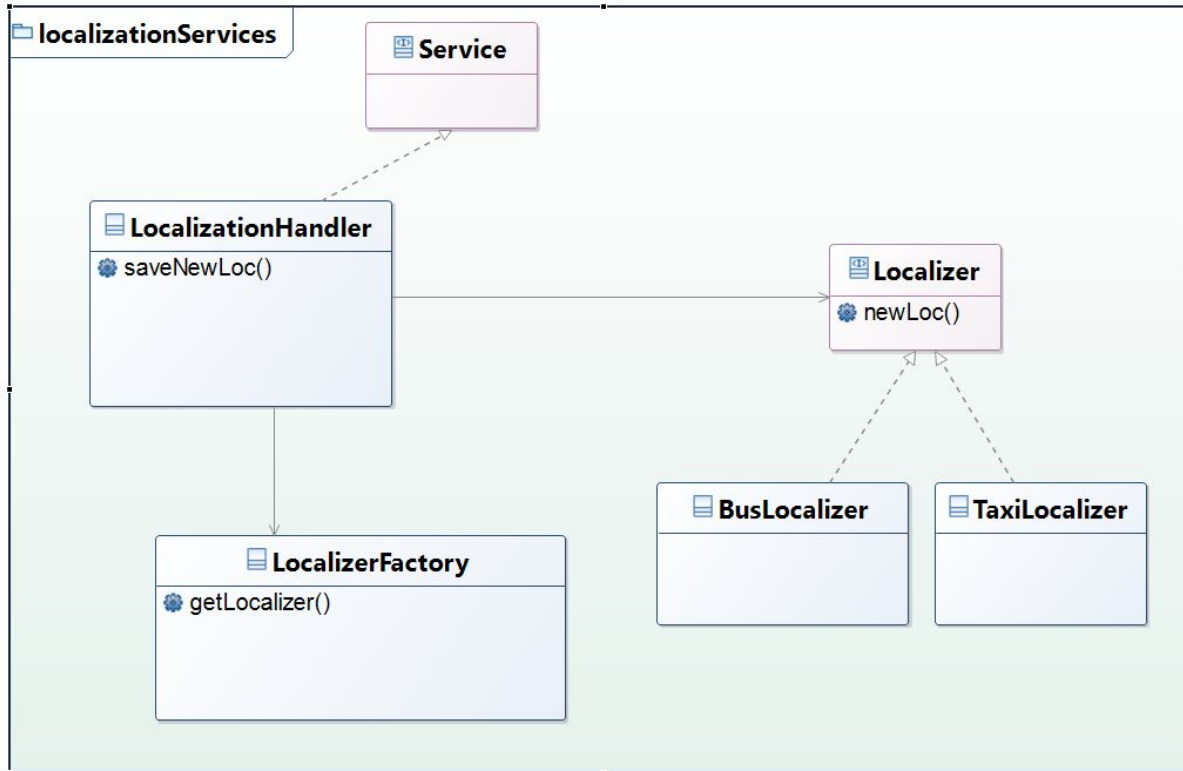 localizationServices
Service
LocalizationHandler
saveNewLoc()
Localizer
newLoc()
BusLocalizer
TaxiLocalizer
LocalizerFactory
getLocalizer()